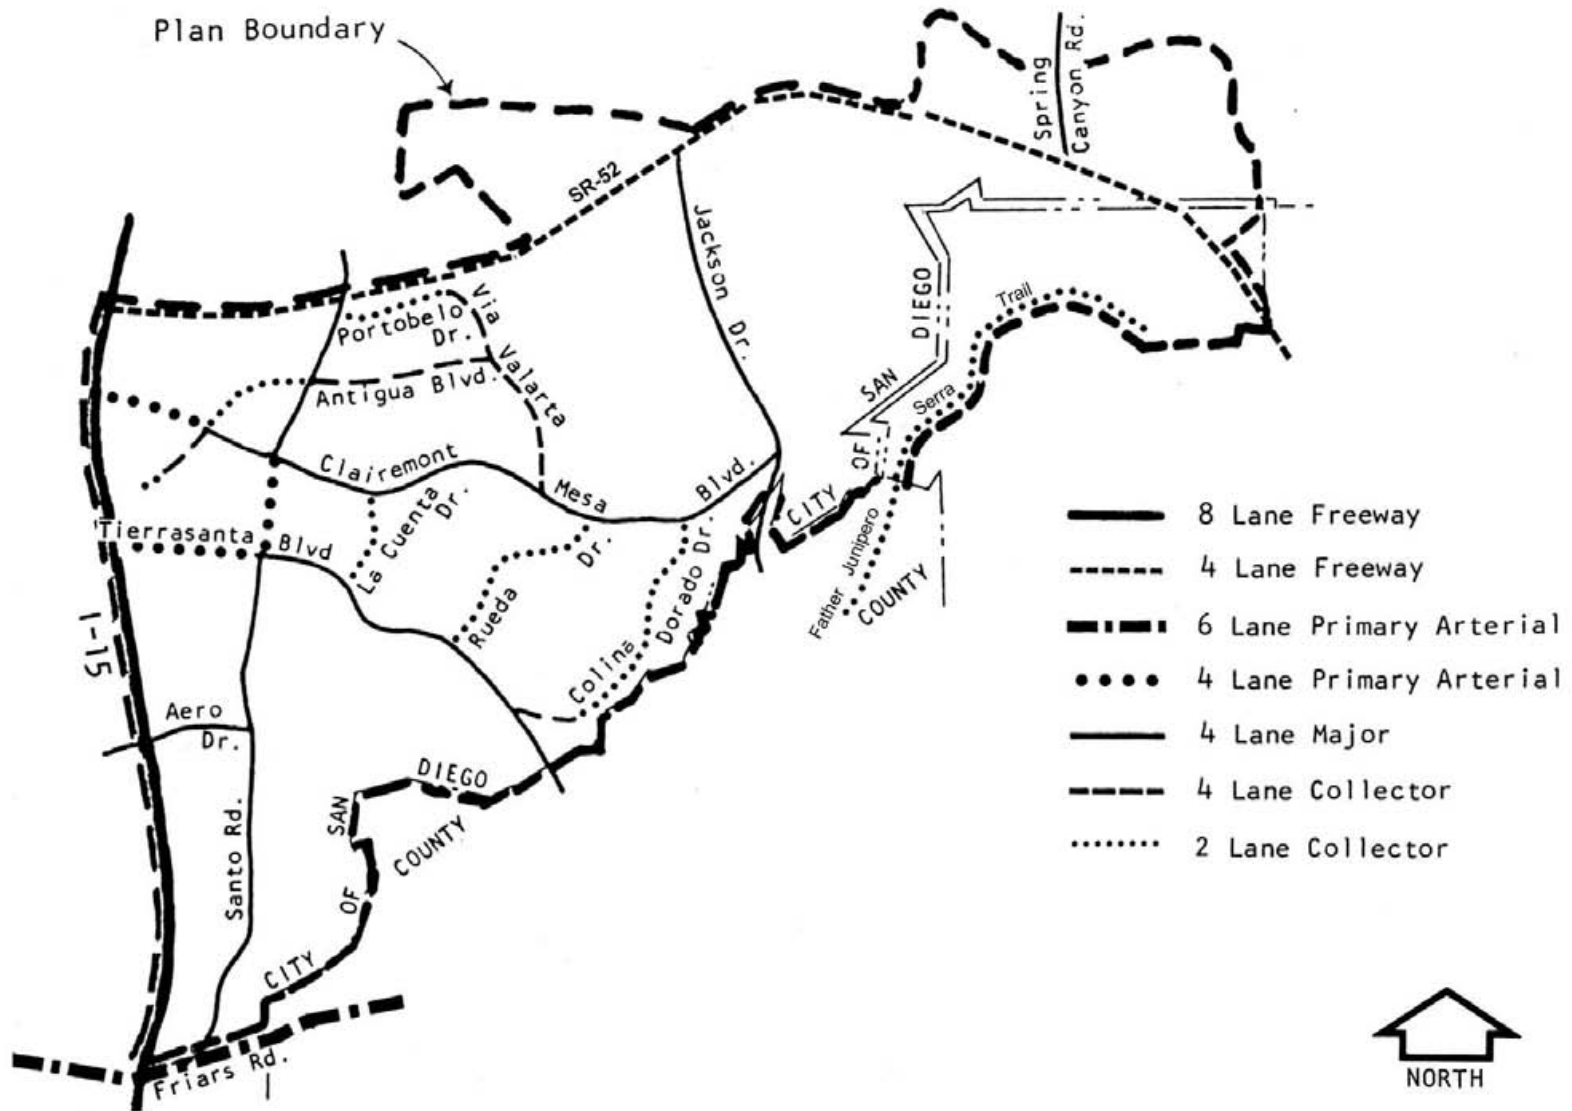 Plan Boundary
Spring
Canyon Rd.
SR-52
Jackson Dr.
Via Valarta
Portobelo
Dr.
Antigua Blvd.
Clairemont Mesa Blvd.
Tierrasanta Blvd
La Cuenta
Dr.
Rueda
Dr.
Colina
Dorado Dr.
I-15
Aero
Dr.
Santo Rd.
Friars Rd.
CITY OF SAN DIEGO
COUNTY
CITY OF SAN DIEGO
COUNTY
Father Junipero Serra Trail
8 Lane Freeway
4 Lane Freeway
6 Lane Primary Arterial
4 Lane Primary Arterial
4 Lane Major
4 Lane Collector
2 Lane Collector
NORTH